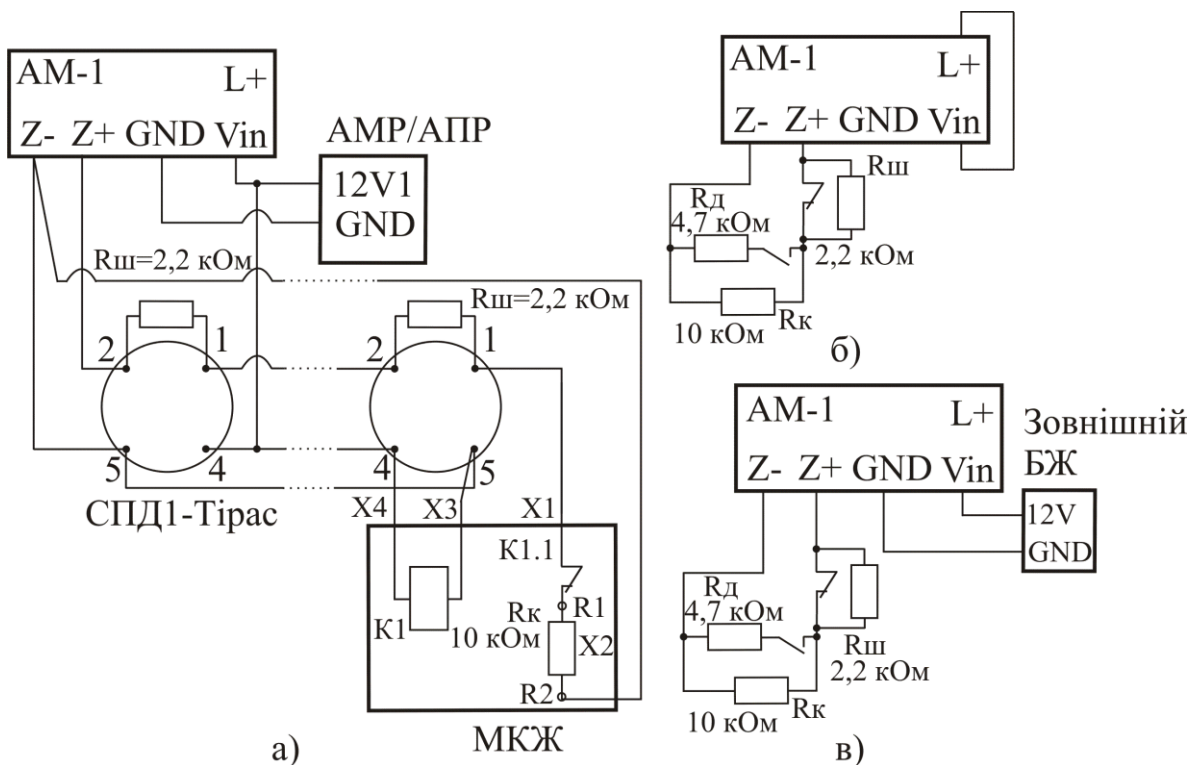 АМ-1
L+
Z- Z+ GND Vin
АМР/АПР
12V1
GND
Rш=2,2 кОм
Rш=2,2 кОм
2 1
2 1
5 4
4 5
СПД1-Тірас
X4 X3 X1
К1.1
К1
Rк
10 кОм
R1
X2
R2
МКЖ
а)
АМ-1
L+
Z- Z+ GND Vin
Rш
2,2 кОм
Rд
4,7 кОм
10 кОм
Rк
б)
АМ-1
L+
Z- Z+ GND Vin
Зовнішній
БЖ
12V
GND
Rд
4,7 кОм
Rш
2,2 кОм
10 кОм
Rк
в)